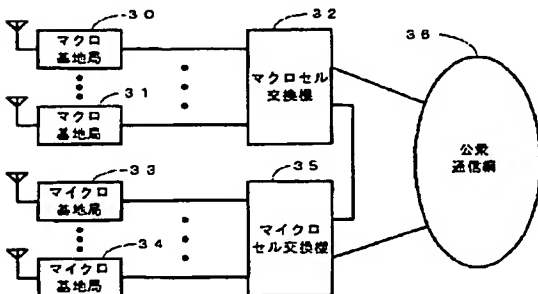 30
マクロ
基地局
31
マクロ
基地局
32
マクロセル
交換機
33
マイクロ
基地局
34
マイクロ
基地局
35
マイクロ
セル交換機
36
公衆
通信網